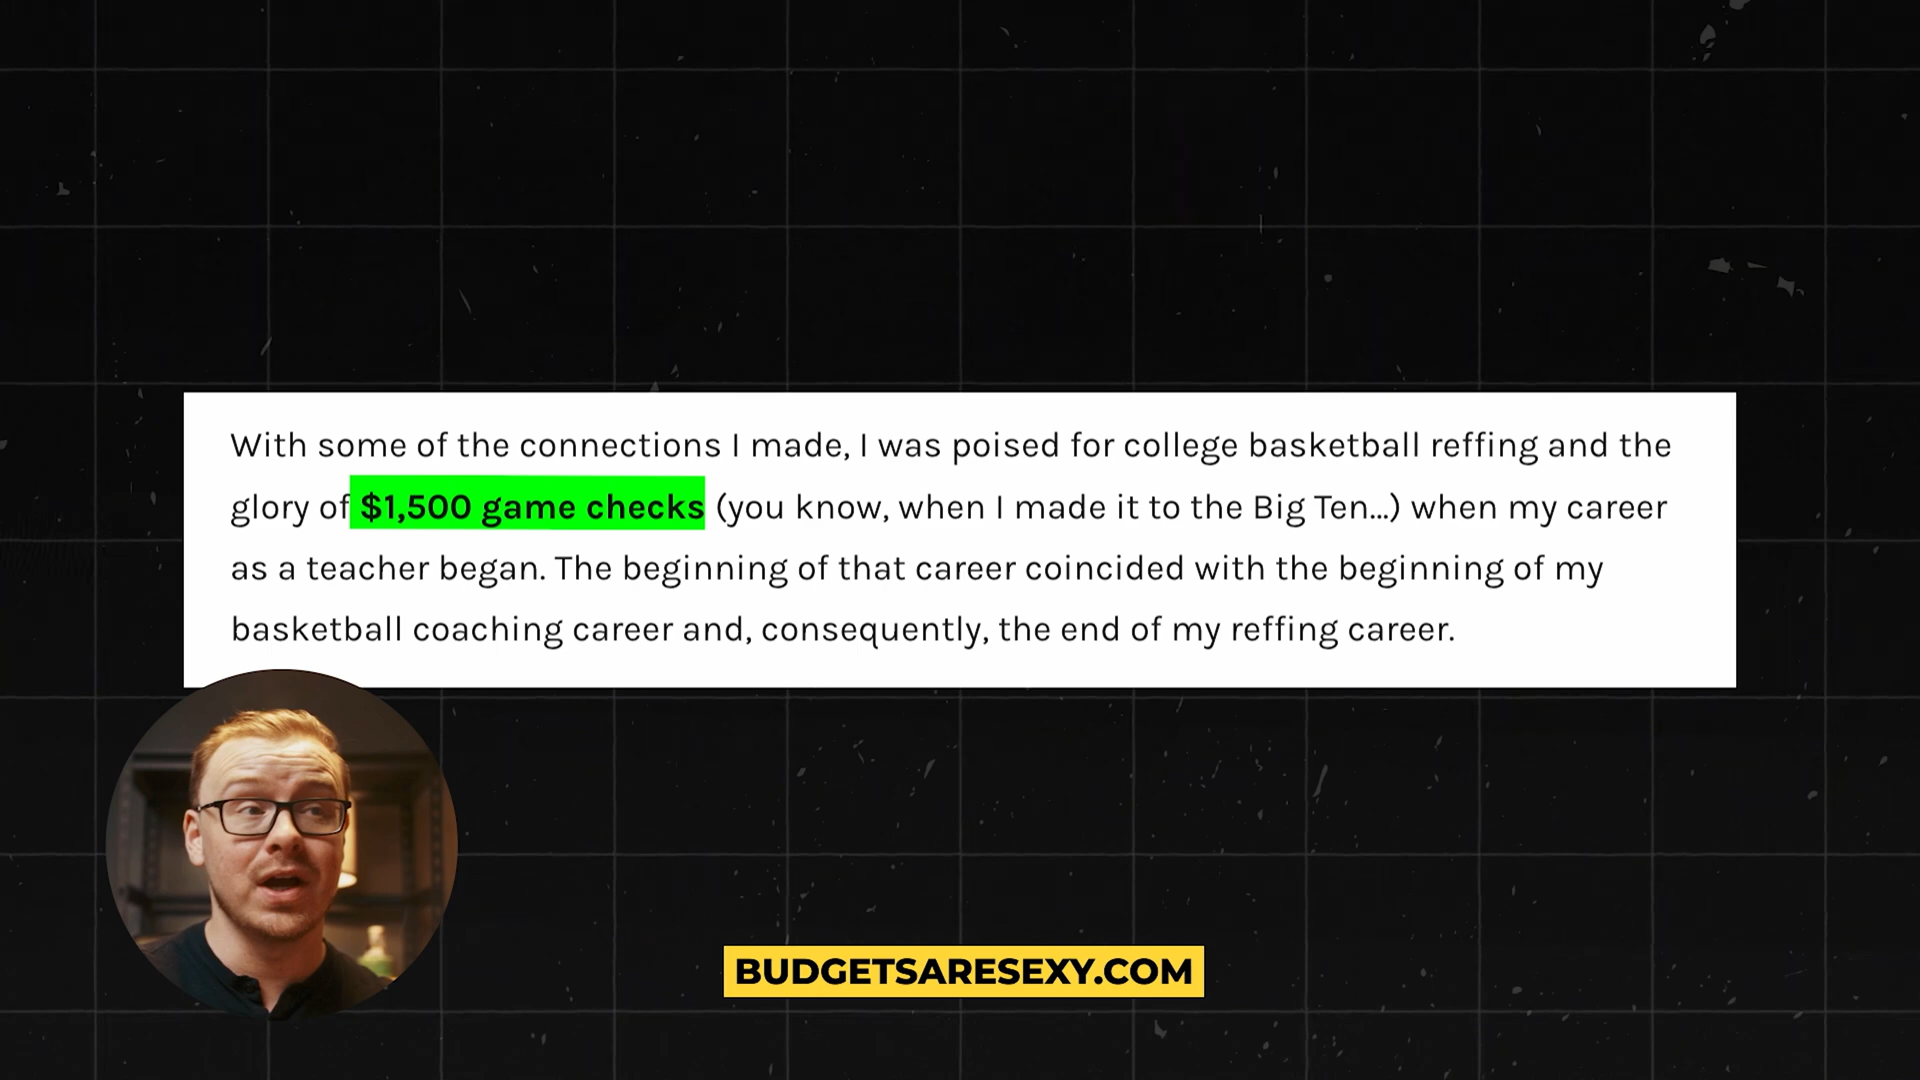 With some of the connections I made, I was poised for college basketball reffing and the
glory of $1,500 game checks (you know, when I made it to the Big Ten...) when my career
as a teacher began. The beginning of that career coincided with the beginning of my
basketball coaching career and, consequently, the end of my reffing career.
BUDGETSARESEXY.COM